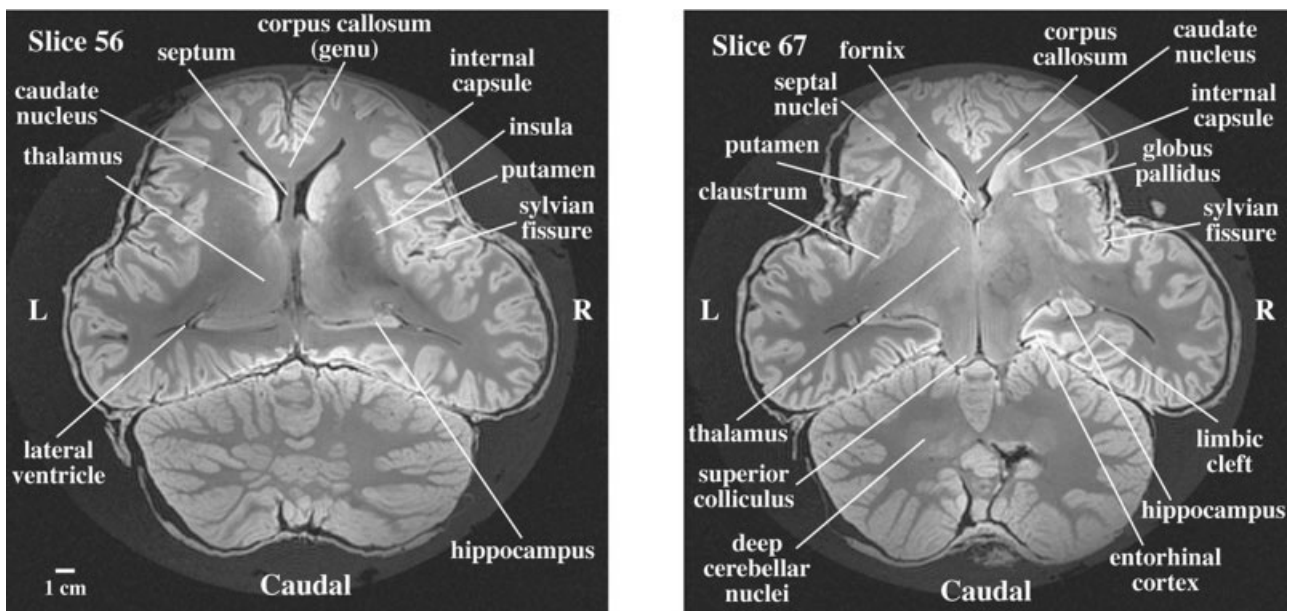 Slice 56
corpus callosum
(genu)
septum
internal
capsule
caudate
nucleus
insula
thalamus
putamen
sylvian
fissure
L
R
lateral
ventricle
hippocampus
1 cm
Caudal
Slice 67
fornix
corpus
callosum
caudate
nucleus
septal
nuclei
internal
capsule
putamen
globus
pallidus
claustrum
sylvian
fissure
L
R
thalamus
limbic
cleft
superior
colliculus
hippocampus
deep
cerebellar
nuclei
entorhinal
cortex
Caudal